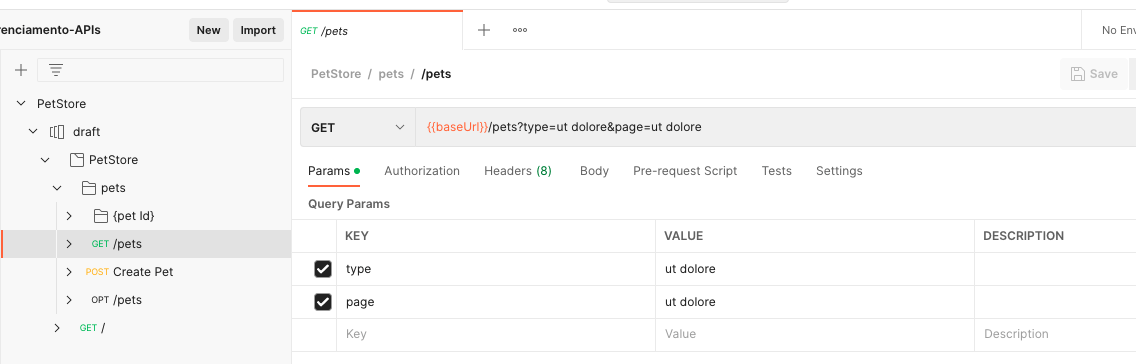 renciamento-APIs
New
Import
PetStore
draft
PetStore
pets
{pet Id}
GET /pets
POST Create Pet
OPT /pets
GET /
GET /pets
No Env
PetStore / pets / /pets
Save
GET
{{baseUrl}}/pets?type=ut dolore&page=ut dolore
Params
Authorization
Headers (8)
Body
Pre-request Script
Tests
Settings
Query Params
KEY VALUE DESCRIPTION
type ut dolore
page ut dolore
Key Value Description